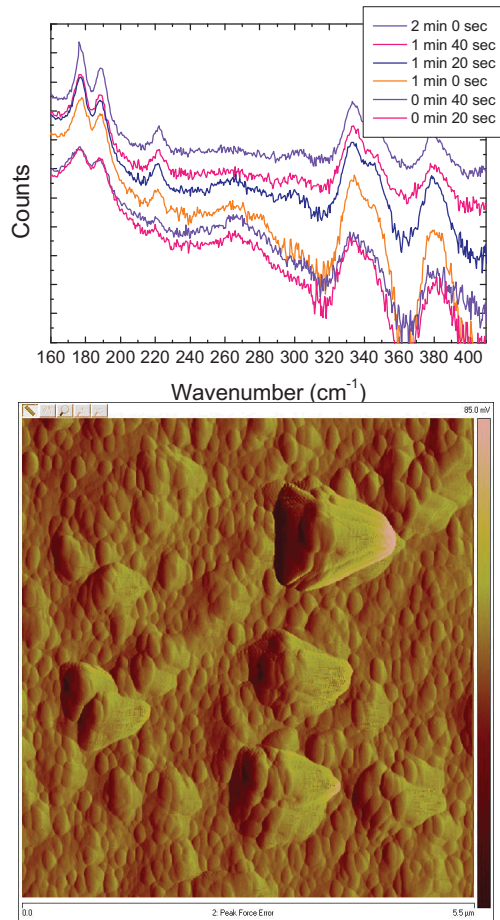 2 min 0 sec
1 min 40 sec
1 min 20 sec
1 min 0 sec
0 min 40 sec
0 min 20 sec
Counts
160 180 200 220 240 260 280 300 320 340 360 380 400
Wavenumber (cm-1)
85.0 mV
0.0 2: Peak Force Error 5.5 µm